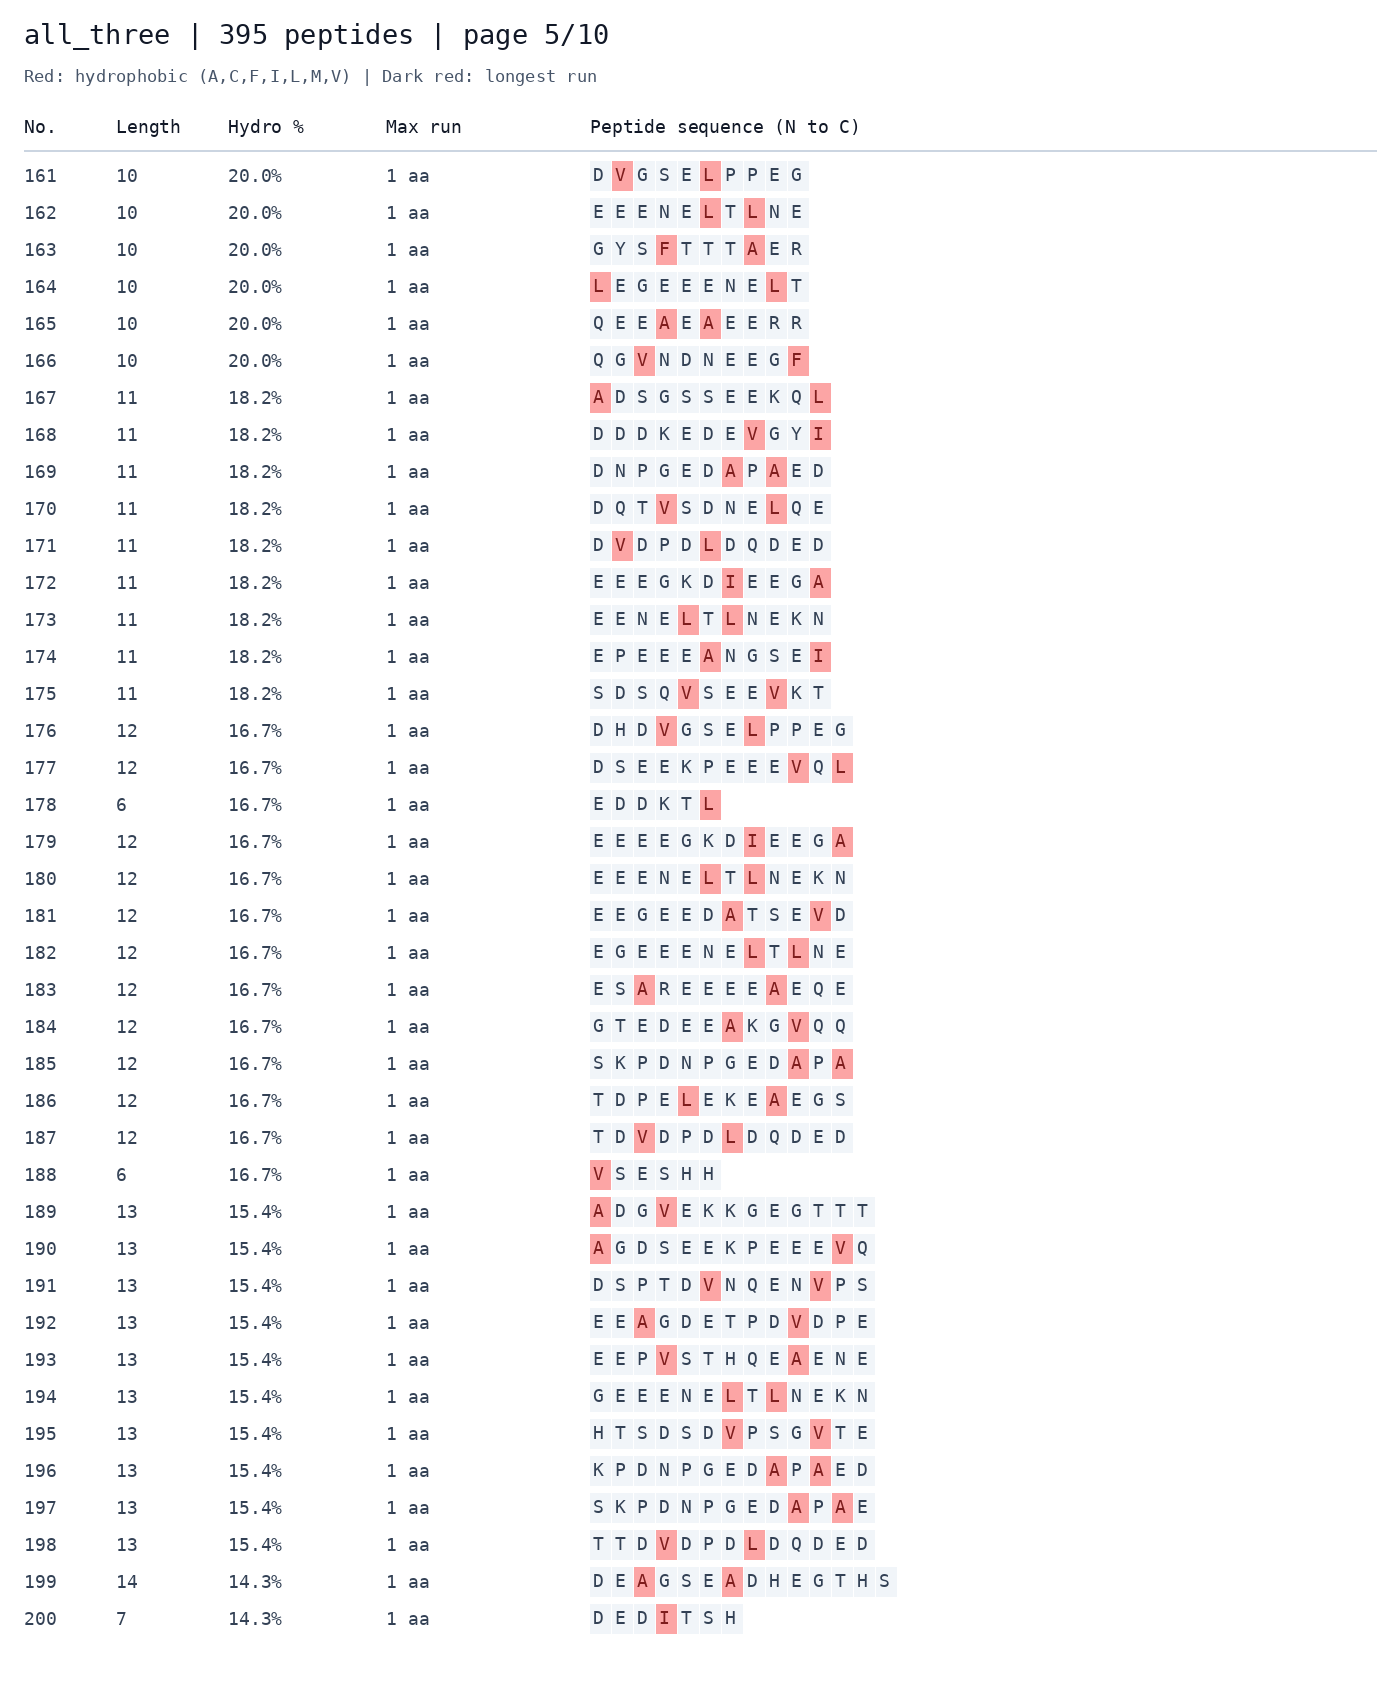 all_three | 395 peptides | page 5/10
Red: hydrophobic (A,C,F,I,L,M,V) | Dark red: longest run
No. Length Hydro % Max run Peptide sequence (N to C)
161 10 20.0% 1 aa D V G S E L P P E G
162 10 20.0% 1 aa E E E N E L T L N E
163 10 20.0% 1 aa G Y S F T T T A E R
164 10 20.0% 1 aa L E G E E E N E L T
165 10 20.0% 1 aa Q E E A E A E E R R
166 10 20.0% 1 aa Q G V N D N E E G F
167 11 18.2% 1 aa A D S G S S E E K Q L
168 11 18.2% 1 aa D D D K E D E V G Y I
169 11 18.2% 1 aa D N P G E D A P A E D
170 11 18.2% 1 aa D Q T V S D N E L Q E
171 11 18.2% 1 aa D V D P D L D Q D E D
172 11 18.2% 1 aa E E E G K D I E E G A
173 11 18.2% 1 aa E E N E L T L N E K N
174 11 18.2% 1 aa E P E E E A N G S E I
175 11 18.2% 1 aa S D S Q V S E E V K T
176 12 16.7% 1 aa D H D V G S E L P P E G
177 12 16.7% 1 aa D S E E K P E E E V Q L
178 6 16.7% 1 aa E D D K T L
179 12 16.7% 1 aa E E E E G K D I E E G A
180 12 16.7% 1 aa E E E N E L T L N E K N
181 12 16.7% 1 aa E E G E E D A T S E V D
182 12 16.7% 1 aa E G E E E N E L T L N E
183 12 16.7% 1 aa E S A R E E E E A E Q E
184 12 16.7% 1 aa G T E D E E A K G V Q Q
185 12 16.7% 1 aa S K P D N P G E D A P A
186 12 16.7% 1 aa T D P E L E K E A E G S
187 12 16.7% 1 aa T D V D P D L D Q D E D
188 6 16.7% 1 aa V S E S H H
189 13 15.4% 1 aa A D G V E K K G E G T T T
190 13 15.4% 1 aa A G D S E E K P E E E V Q
191 13 15.4% 1 aa D S P T D V N Q E N V P S
192 13 15.4% 1 aa E E A G D E T P D V D P E
193 13 15.4% 1 aa E E P V S T H Q E A E N E
194 13 15.4% 1 aa G E E E N E L T L N E K N
195 13 15.4% 1 aa H T S D S D V P S G V T E
196 13 15.4% 1 aa K P D N P G E D A P A E D
197 13 15.4% 1 aa S K P D N P G E D A P A E
198 13 15.4% 1 aa T T D V D P D L D Q D E D
199 14 14.3% 1 aa D E A G S E A D H E G T H S
200 7 14.3% 1 aa D E D I T S H